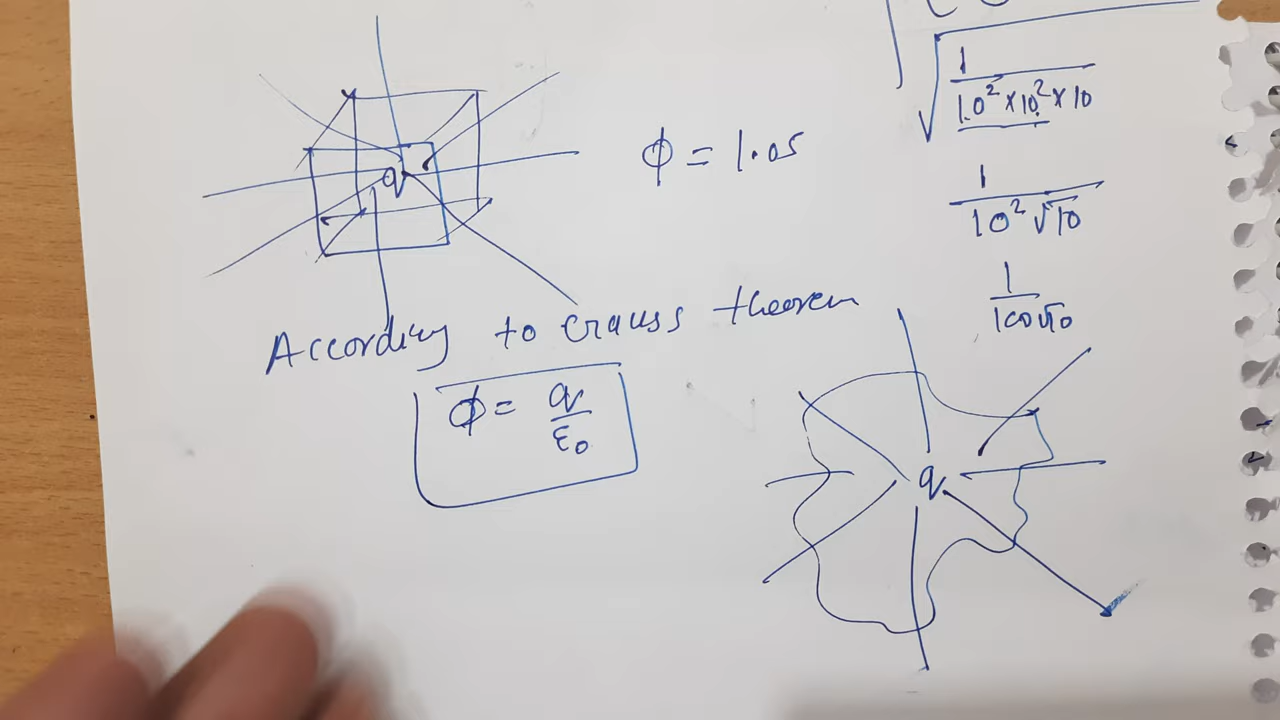 q
φ = 1.05
According to Gauss theorem
φ = q/ε₀
√(1/(10² × 10² × 10))
1/(10² √10)
1/(100√10)
q